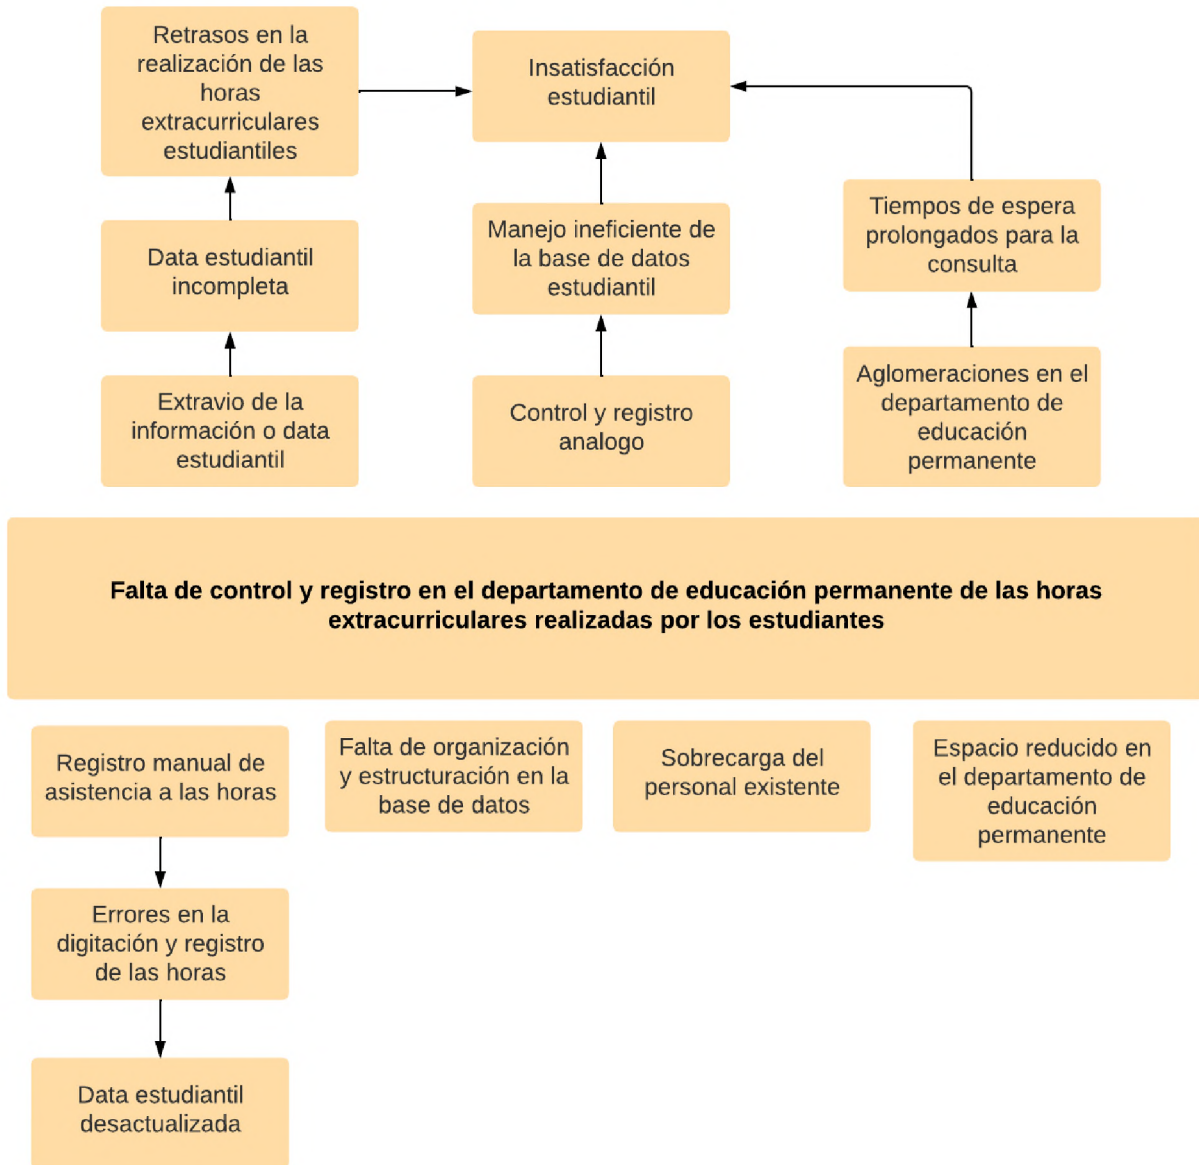 Retrasos en la
realización de las
horas
extracurriculares
estudiantiles
Insatisfacción
estudiantil
Data estudiantil
incompleta
Manejo ineficiente de
la base de datos
estudiantil
Tiempos de espera
prolongados para la
consulta
Extravio de la
información o data
estudiantil
Control y registro
analogo
Aglomeraciones en el
departamento de
educación
permanente
Falta de control y registro en el departamento de educación permanente de las horas
extracurriculares realizadas por los estudiantes
Registro manual de
asistencia a las horas
Falta de organización
y estructuración en la
base de datos
Sobrecarga del
personal existente
Espacio reducido en
el departamento de
educación
permanente
Errores en la
digitación y registro
de las horas
Data estudiantil
desactualizada